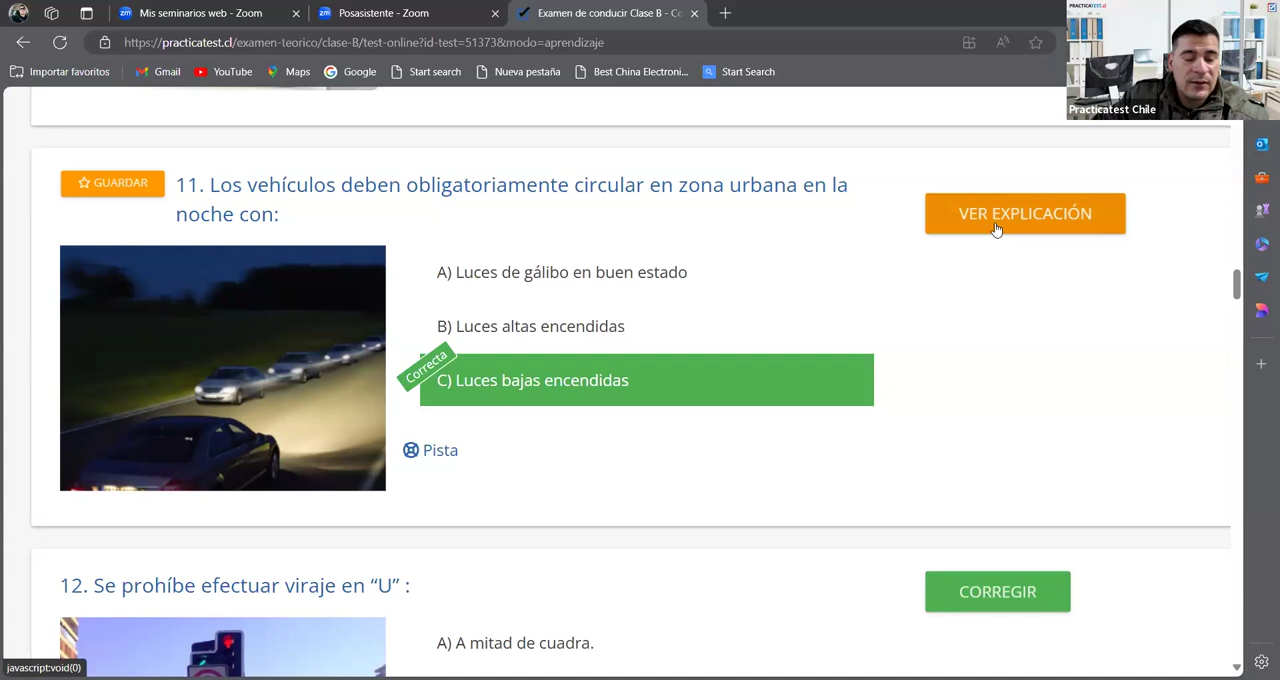 Mis seminarios web - Zoom
Posasistente - Zoom
Examen de conducir Clase B - Co
https://practicatest.cl/examen-teorico/clase-B/test-online?id-test=51373&modo=aprendizaje
Importar favoritos
Gmail
YouTube
Maps
Google
Start search
Nueva pestaña
Best China Electroni...
Start Search
PRACTICATEST.cl
Practicatest Chile
GUARDAR
11. Los vehículos deben obligatoriamente circular en zona urbana en la
noche con:
VER EXPLICACIÓN
A) Luces de gálibo en buen estado
B) Luces altas encendidas
Correcta
C) Luces bajas encendidas
Pista
12. Se prohíbe efectuar viraje en “U” :
CORREGIR
A) A mitad de cuadra.
javascript:void(0)